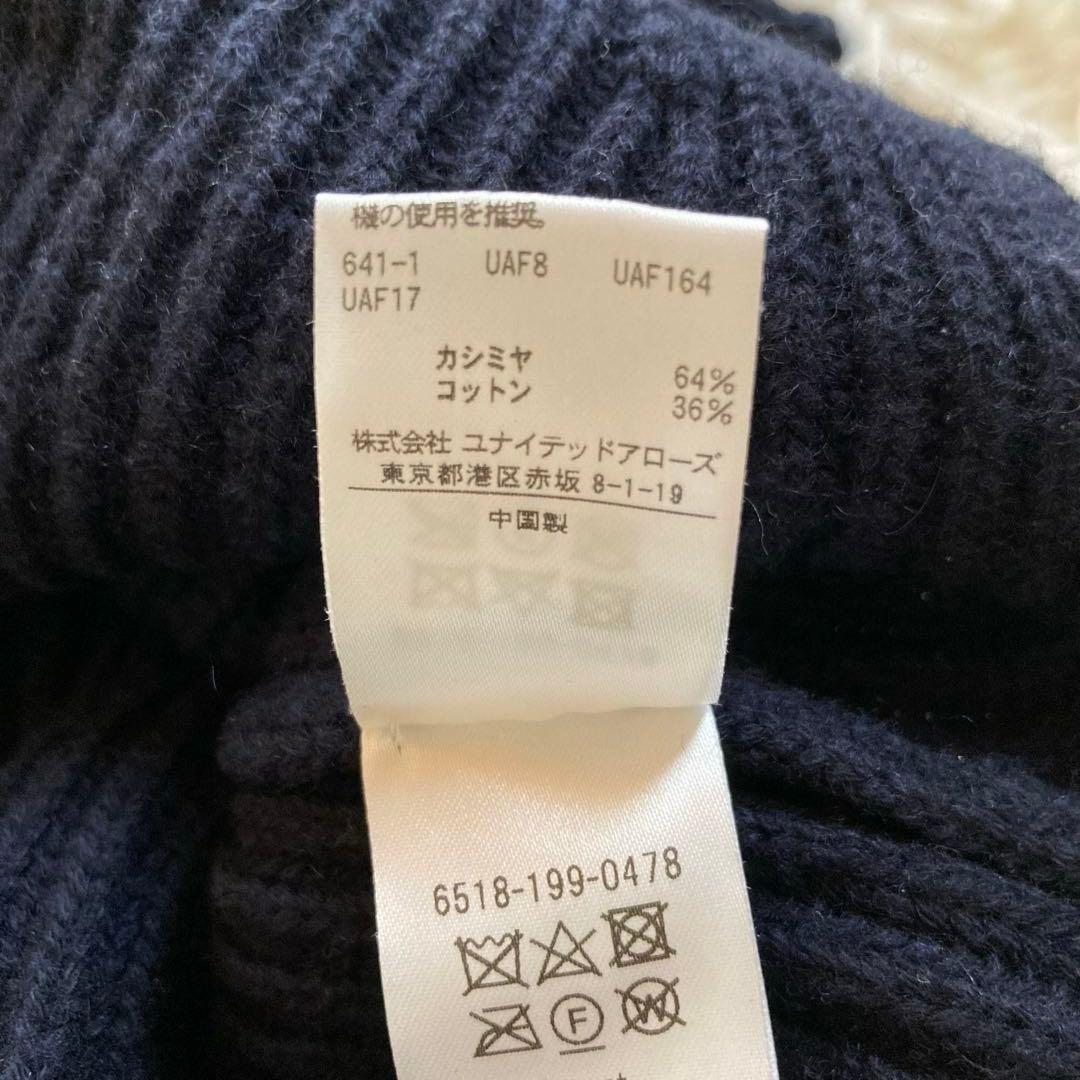 機の使用を推奨。
641-1 UAF8 UAF164
UAF17
カシミヤ 64%
コットン 36%
株式会社 ユナイテッドアローズ
東京都港区赤坂 8-1-19
中国製
6518-199-0478
F W